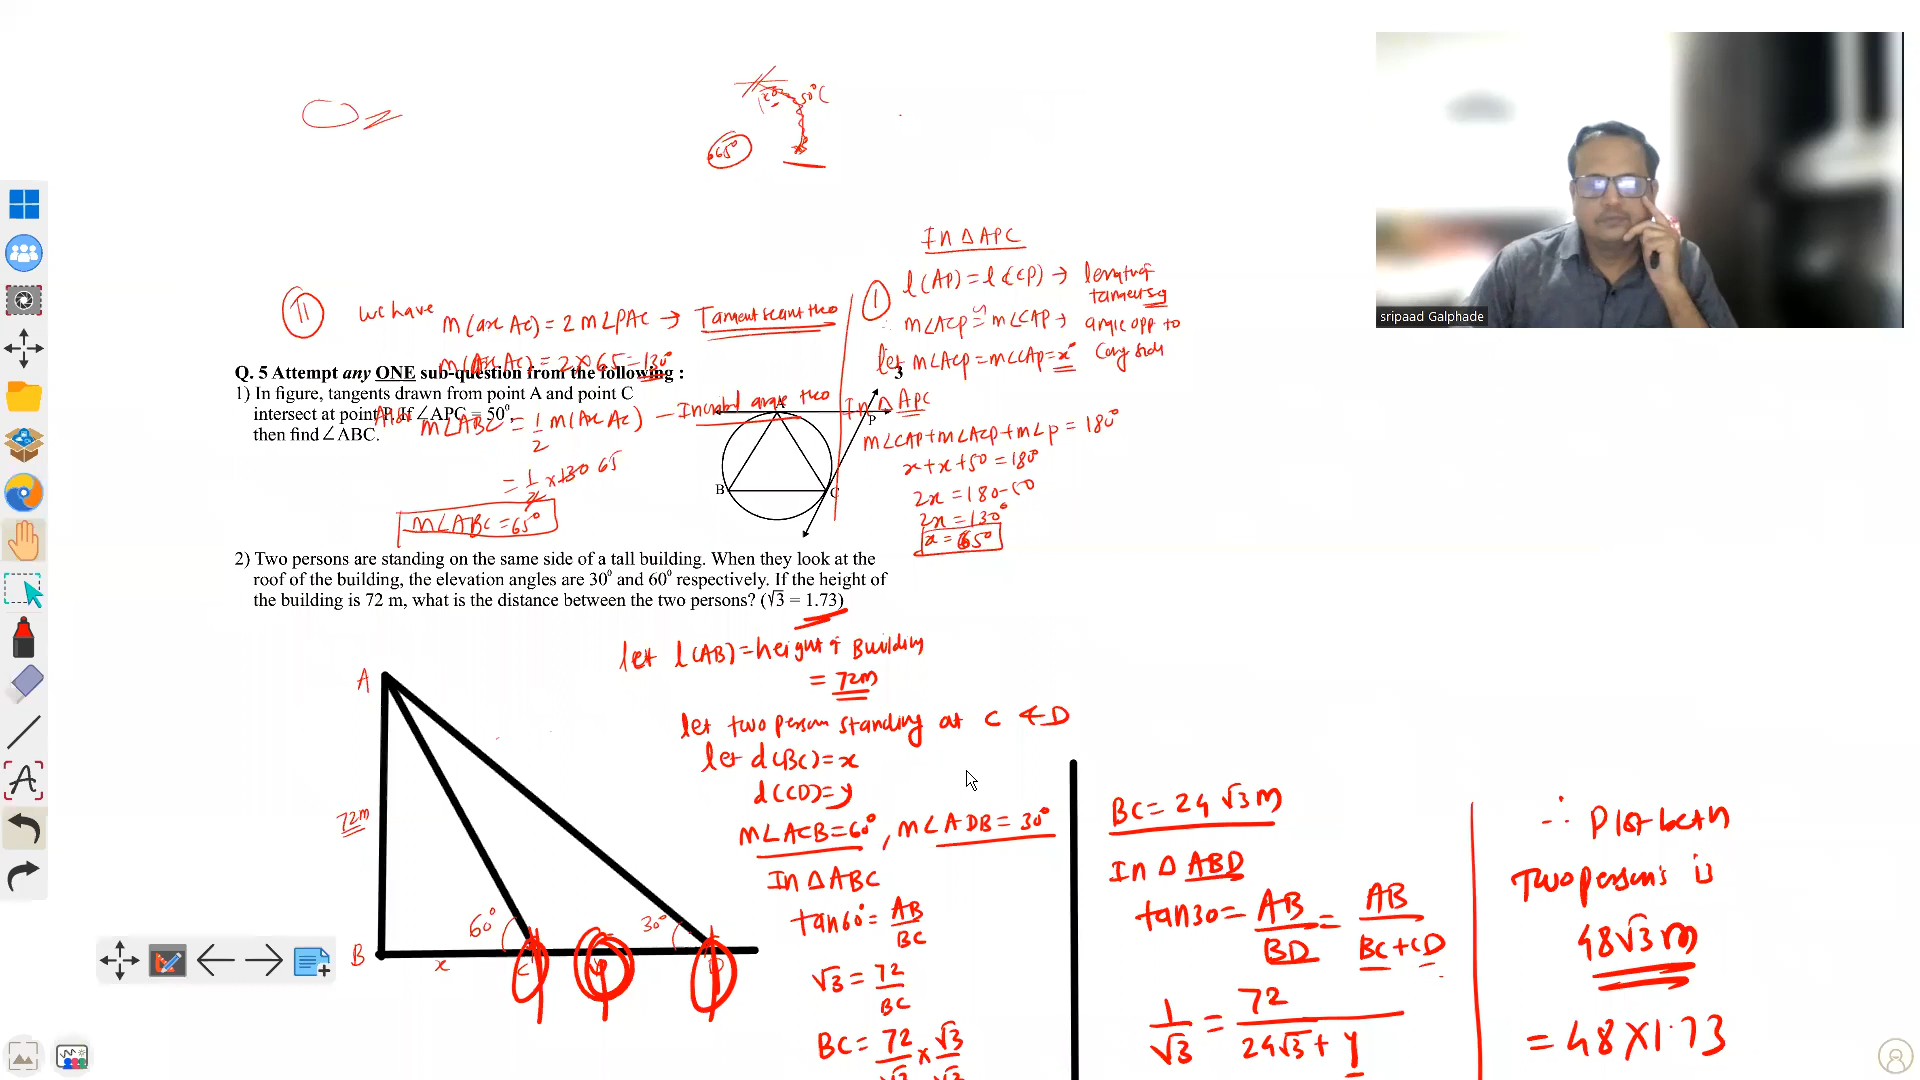 50° C
x°
65°
sripaad Galphade
In △ APC
① l(AP) = l(CP) → length of
tangent seg
∴ m∠ACP ≅ m∠CAP → angle opp to
Cong side
let m∠ACP = m∠CAP = x°
In △ APC
m∠CAP + m∠ACP + m∠P = 180°
x + x + 50 = 180°
2x = 180 - 50
2x = 130°
x = 65°
II We have
m(arc AC) = 2 m∠PAC → Tangent secant theo
m(arc AC) = 2 × 65 = 130°
m∠ABC = 1/2 m(arc AC) — Inscribed angle theo
= 1/2 × 130 65
m∠ABC = 65°
Q. 5 Attempt any ONE sub-question from the following : 3
1) In figure, tangents drawn from point A and point C
intersect at point P. If ∠APC = 50°,
then find ∠ABC.
A
P
B
C
2) Two persons are standing on the same side of a tall building. When they look at the
roof of the building, the elevation angles are 30° and 60° respectively. If the height of
the building is 72 m, what is the distance between the two persons? (√3 = 1.73)
A
72m
60°
30°
B
x
C
y
D
let l(AB) = height of Building
= 72m
let two person standing at C & D
let d(BC) = x
d(CD) = y
m∠ACB = 60°, m∠ADB = 30°
In △ ABC
tan60° = AB/BC
√3 = 72/BC
BC = 72/√3 × √3/√3
BC = 24√3 m
In △ ABD
tan30 = AB/BD = AB/BC + CD
1/√3 = 72/24√3 + y
∴ Dist betn
Two persons is
48√3 m
= 48 × 1.73